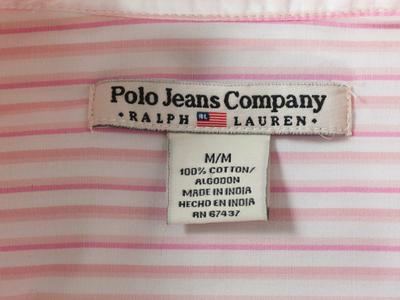 Polo Jeans Company
• RALPH RL LAUREN •
M/M
100% COTTON/
ALGODON
MADE IN INDIA
HECHO EN INDIA
RN 67437